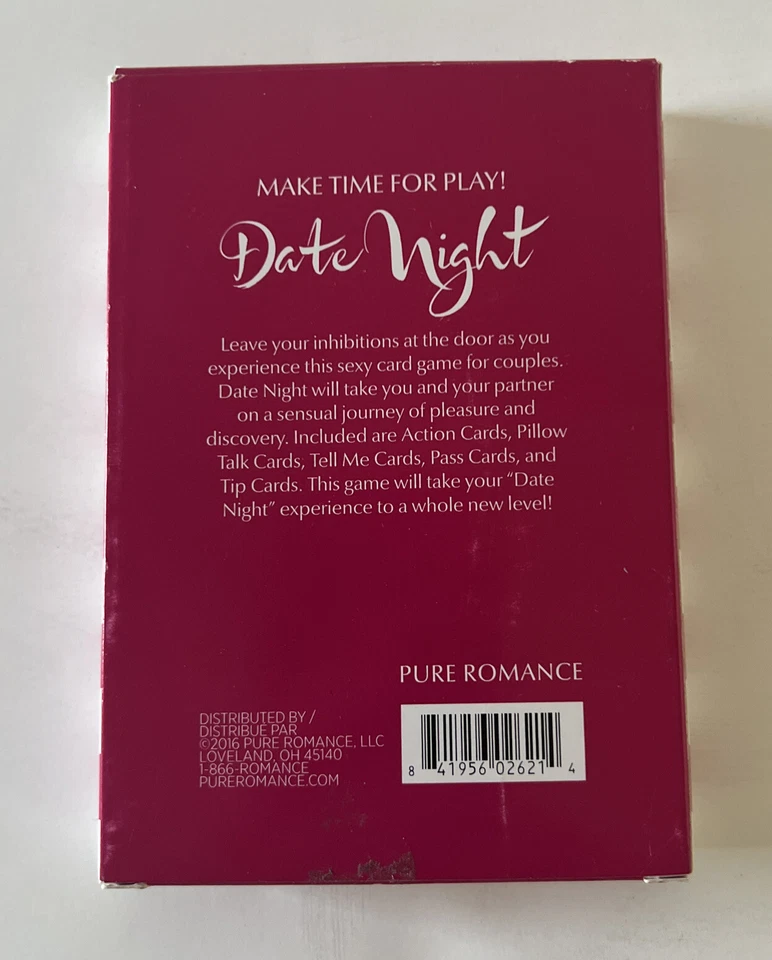 MAKE TIME FOR PLAY!
Date Night
Leave your inhibitions at the door as you
experience this sexy card game for couples.
Date Night will take you and your partner
on a sensual journey of pleasure and
discovery. Included are Action Cards, Pillow
Talk Cards, Tell Me Cards, Pass Cards, and
Tip Cards. This game will take your “Date
Night” experience to a whole new level!
PURE ROMANCE
DISTRIBUTED BY /
DISTRIBUE PAR
©2016 PURE ROMANCE, LLC
LOVELAND, OH 45140
1-866-ROMANCE
PUREROMANCE.COM
8 41956 02621 4